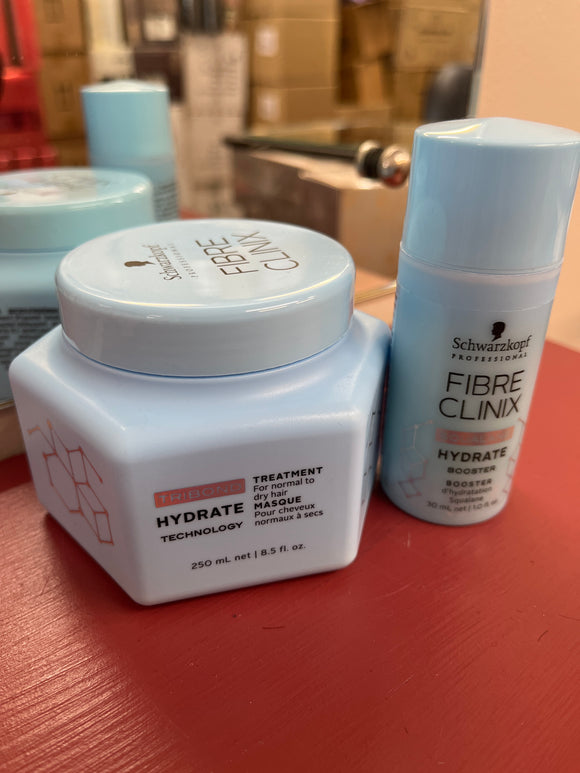 Schwarzkopf
PROFESSIONAL
FIBRE
CLINIX
TRIBOND
HYDRATE
TECHNOLOGY
TREATMENT
For normal to
dry hair
MASQUE
Pour cheveux
normaux à secs
250 mL net | 8.5 fl. oz.
Schwarzkopf
PROFESSIONAL
FIBRE
CLINIX
HYDRATE
BOOSTER
BOOSTER
d'hydratation
Squalane
30 mL net | 1.0 fl. oz.